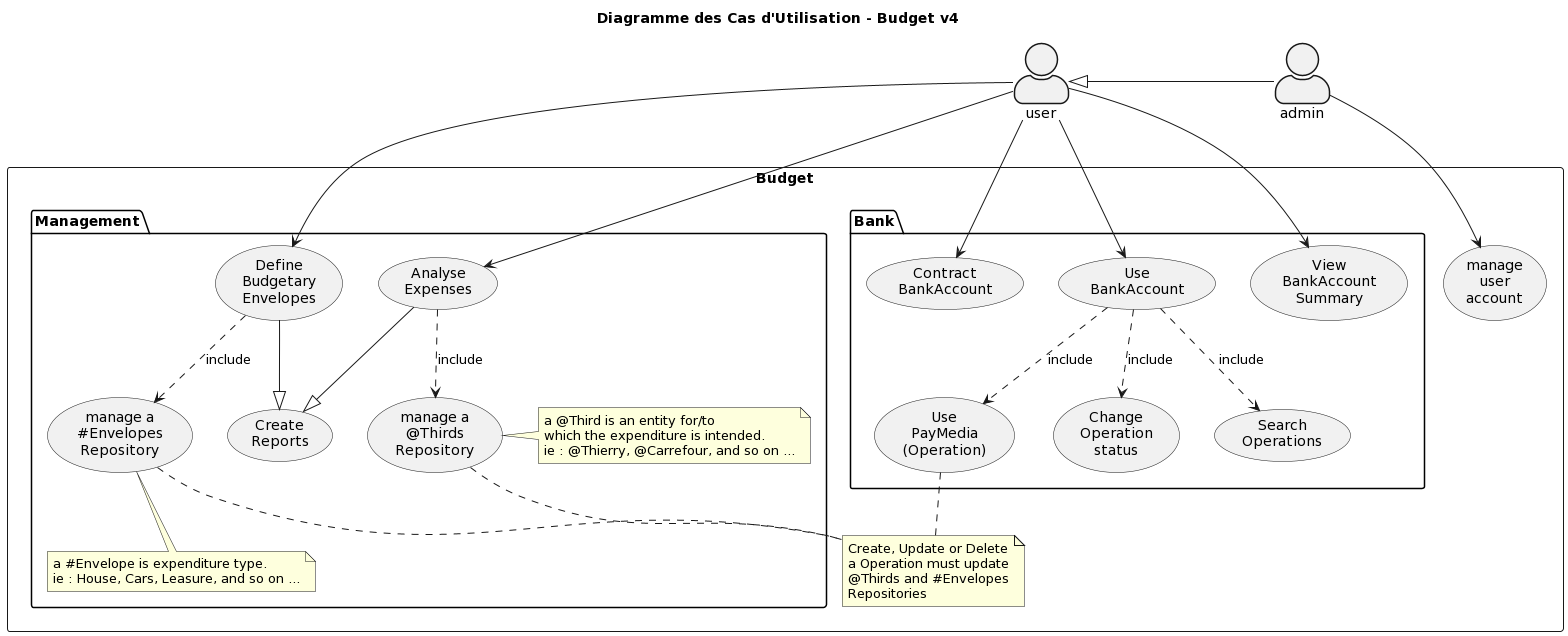 Diagramme des Cas d'Utilisation - Budget v4
user
admin
Budget
Management
Bank
Define
Budgetary
Envelopes
Analyse
Expenses
Contract
BankAccount
Use
BankAccount
View
BankAccount
Summary
manage
user
account
include
include
include
include
include
manage a
#Envelopes
Repository
Create
Reports
manage a
@Thirds
Repository
a @Third is an entity for/to
which the expenditure is intended.
ie : @Thierry, @Carrefour, and so on ...
Use
PayMedia
(Operation)
Change
Operation
status
Search
Operations
a #Envelope is expenditure type.
ie : House, Cars, Leasure, and so on ...
Create, Update or Delete
a Operation must update
@Thirds and #Envelopes
Repositories